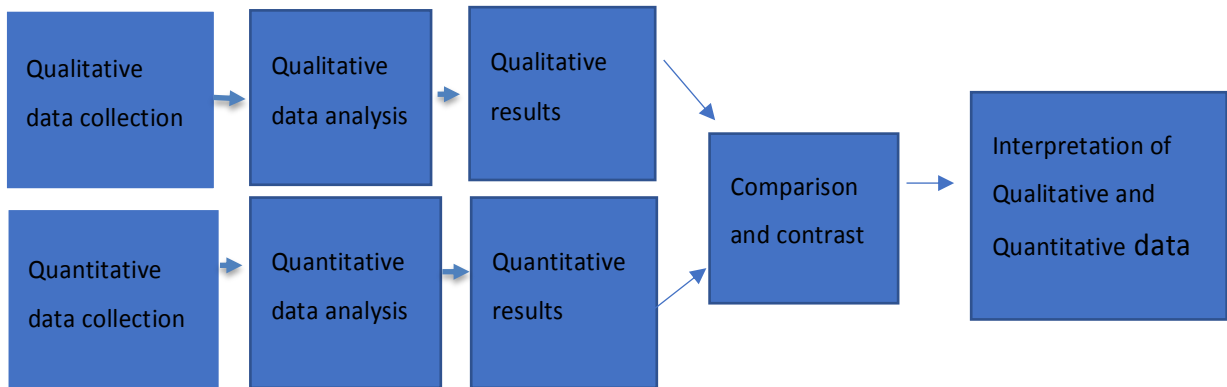 Qualitative
data collection
Qualitative
data analysis
Qualitative
results
Quantitative
data collection
Quantitative
data analysis
Quantitative
results
Comparison
and contrast
Interpretation of
Qualitative and
Quantitative data